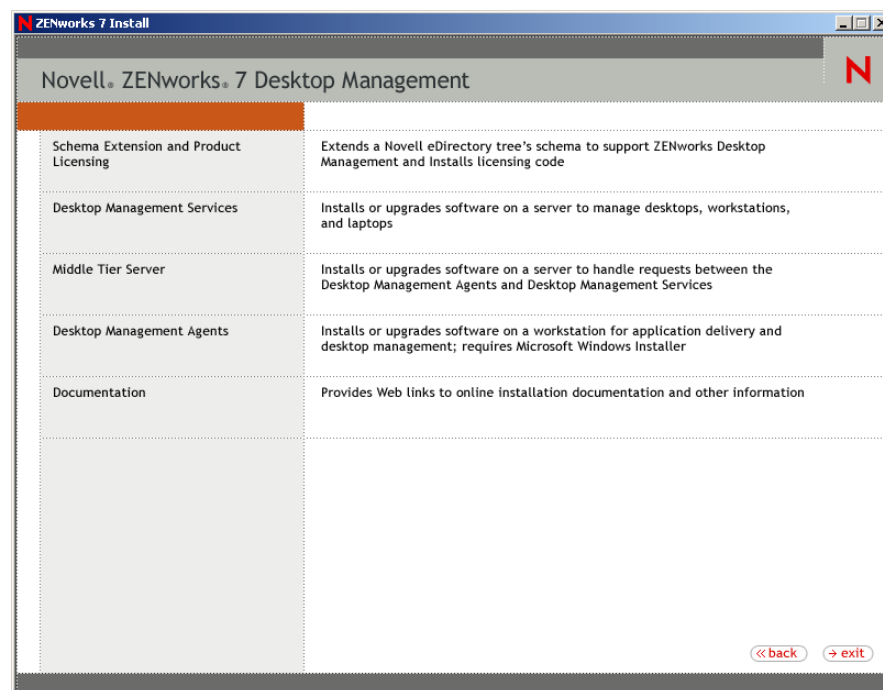 ZENworks 7 Install
Novell® ZENworks® 7 Desktop Management
N
Schema Extension and Product
Licensing
Extends a Novell eDirectory tree's schema to support ZENworks Desktop
Management and Installs licensing code
Desktop Management Services
Installs or upgrades software on a server to manage desktops, workstations,
and laptops
Middle Tier Server
Installs or upgrades software on a server to handle requests between the
Desktop Management Agents and Desktop Management Services
Desktop Management Agents
Installs or upgrades software on a workstation for application delivery and
desktop management; requires Microsoft Windows Installer
Documentation
Provides Web links to online installation documentation and other information
back
exit